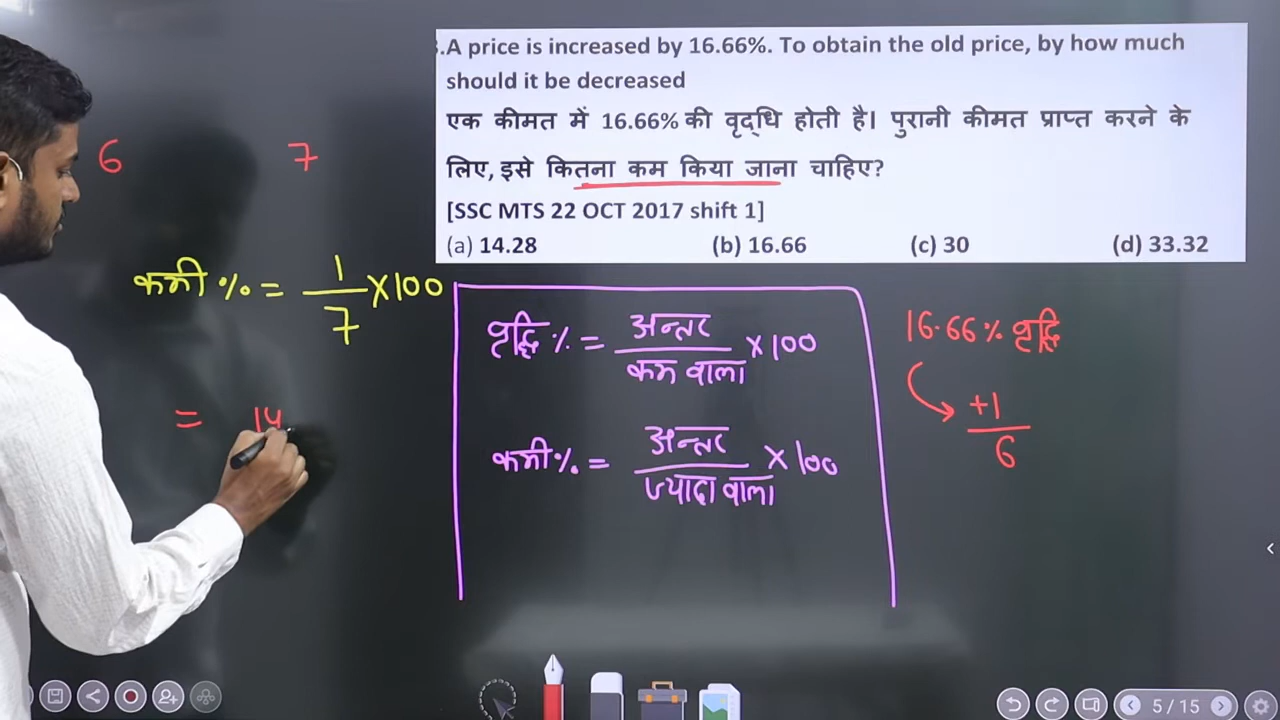 .A price is increased by 16.66%. To obtain the old price, by how much
should it be decreased
एक कीमत में 16.66% की वृद्धि होती है। पुरानी कीमत प्राप्त करने के
लिए, इसे कितना कम किया जाना चाहिए?
[SSC MTS 22 OCT 2017 shift 1]
(a) 14.28 (b) 16.66 (c) 30 (d) 33.32
6 7
कमी % = 1/7 ×100
= 14
वृद्धि % = अन्तर/कम वाला ×100
कमी % = अन्तर/ज्यादा वाला ×100
16.66% वृद्धि
+1/6
5 / 15